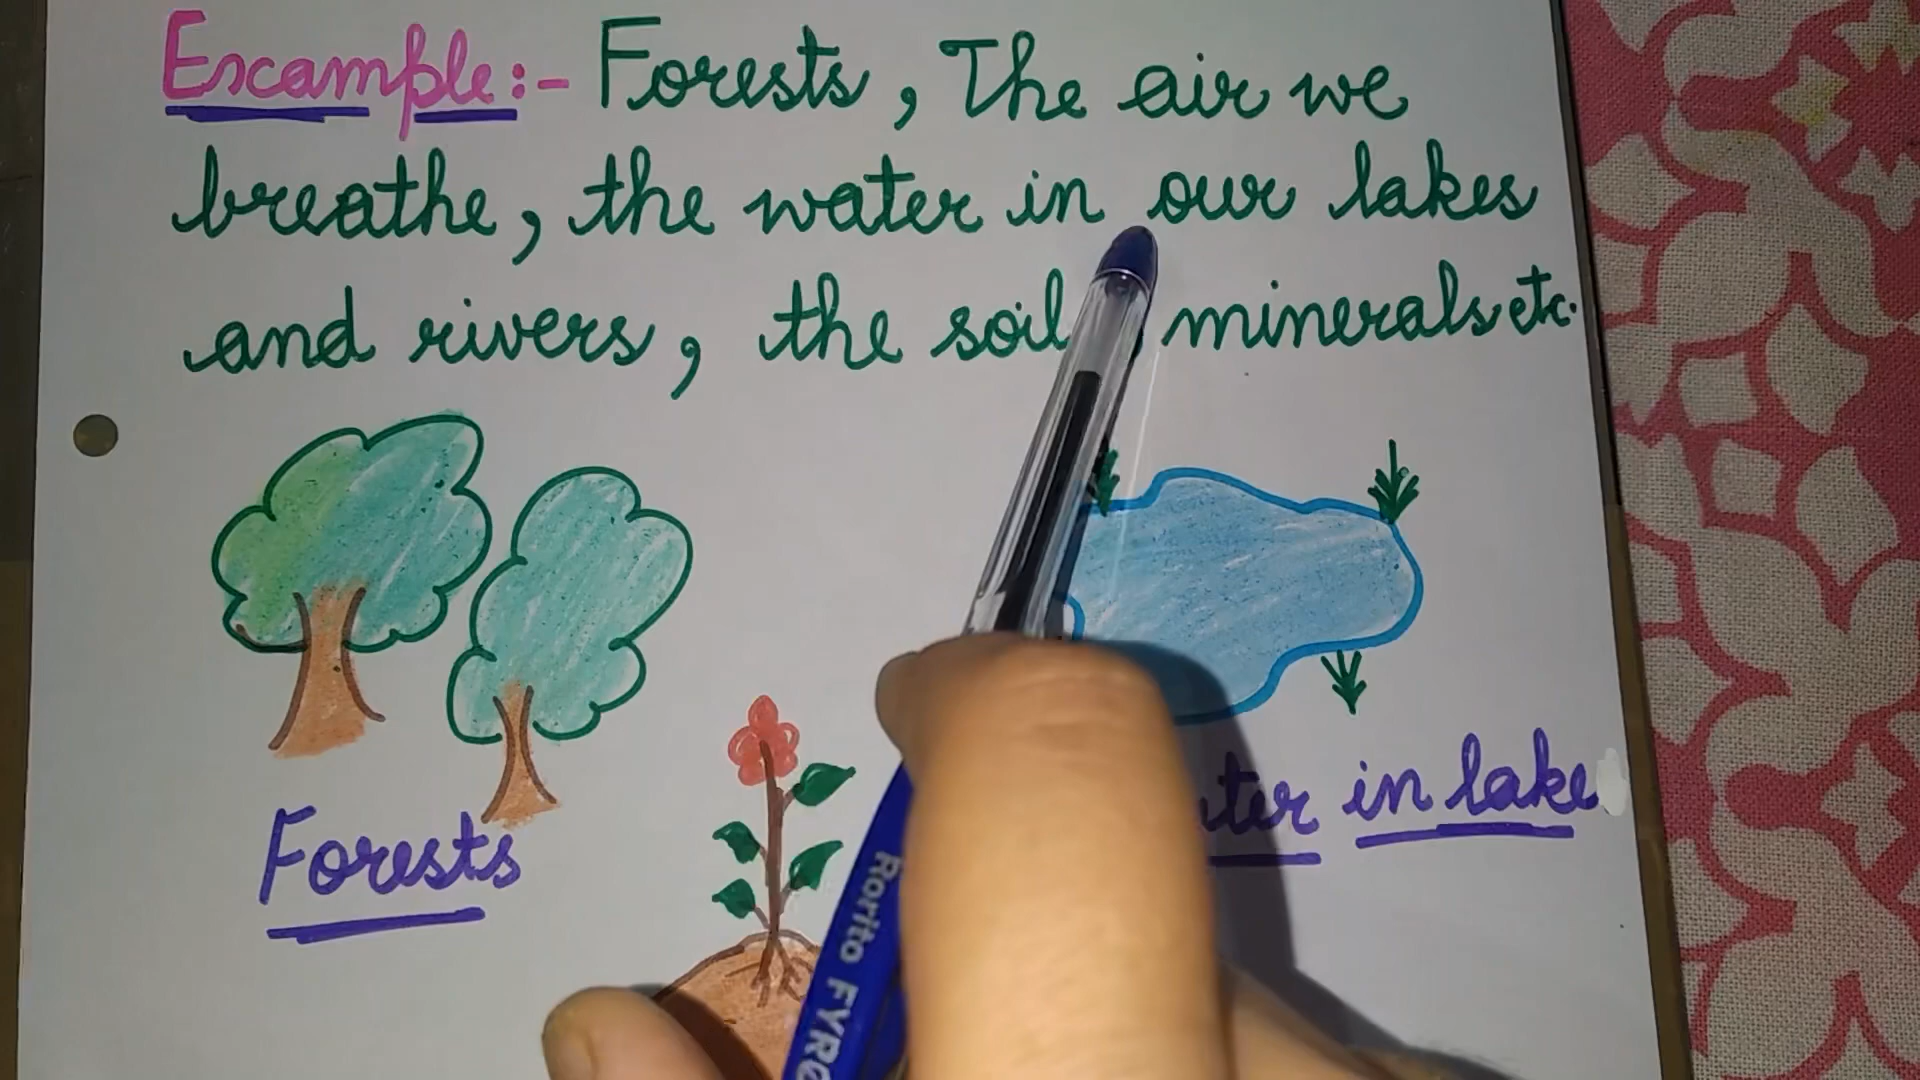 Example:- Forests, The air we
breathe, the water in our lakes
and rivers, the soil, minerals etc.
Forests
in lake
Rorito FYR